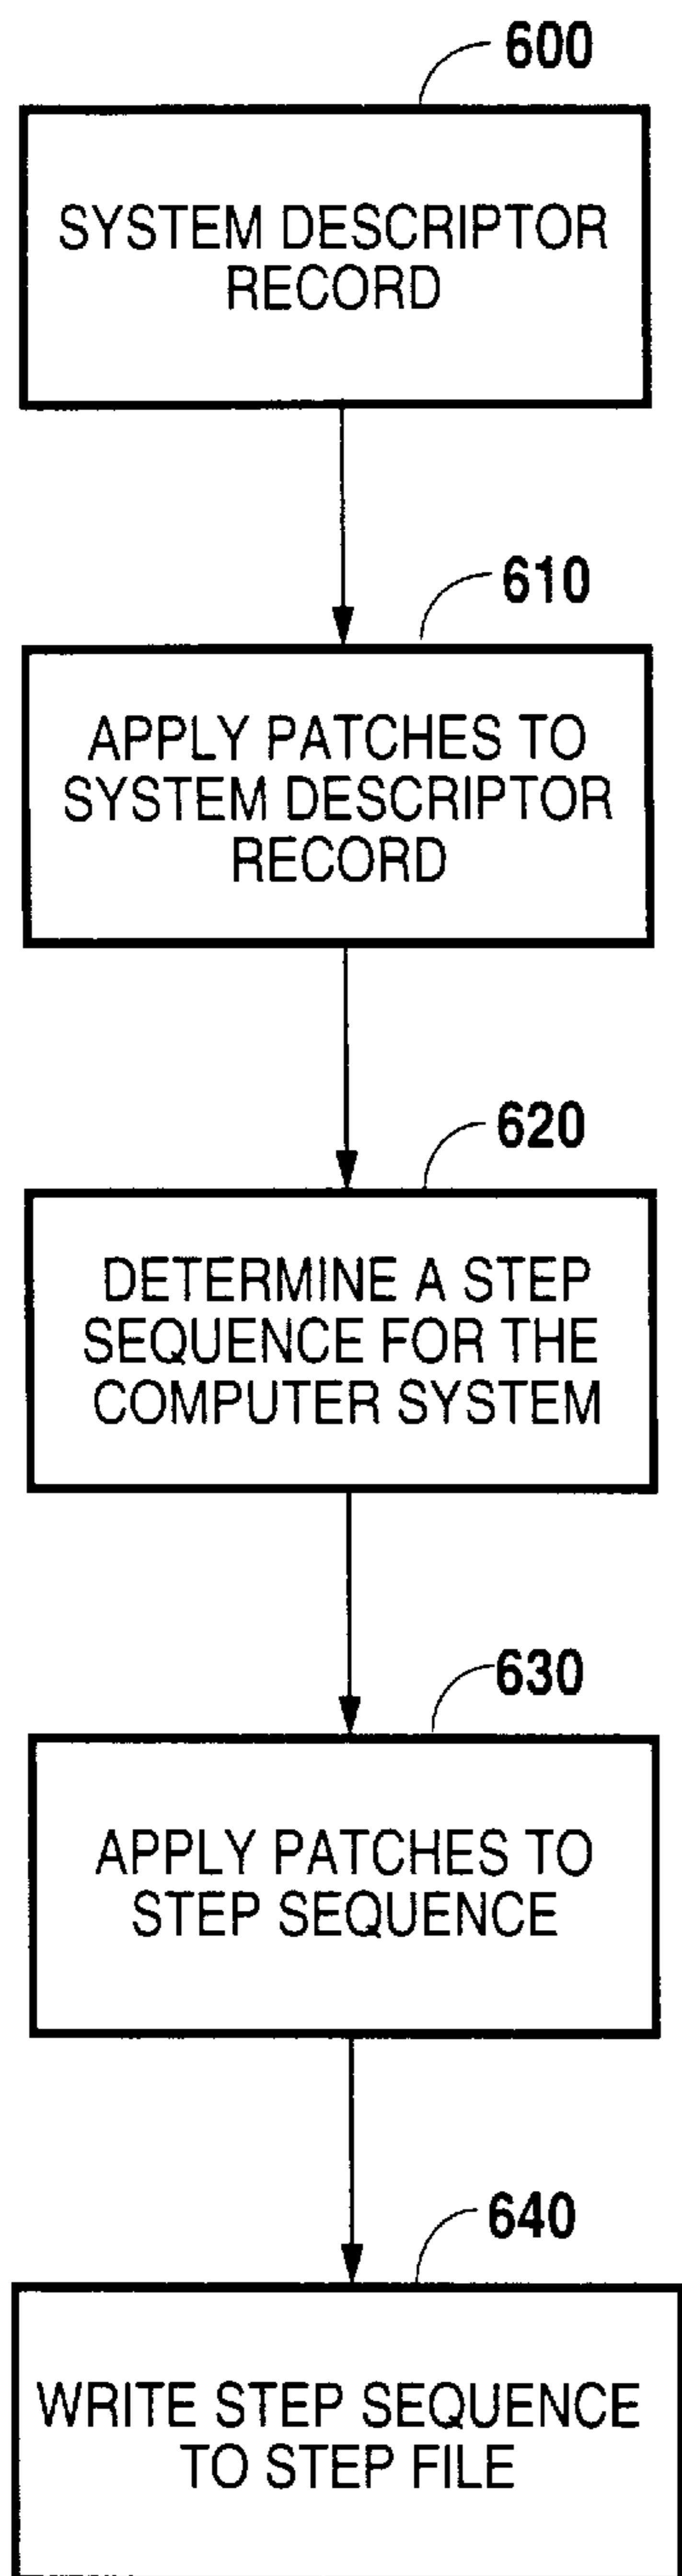 600
SYSTEM DESCRIPTOR
RECORD
610
APPLY PATCHES TO
SYSTEM DESCRIPTOR
RECORD
620
DETERMINE A STEP
SEQUENCE FOR THE
COMPUTER SYSTEM
630
APPLY PATCHES TO
STEP SEQUENCE
640
WRITE STEP SEQUENCE
TO STEP FILE